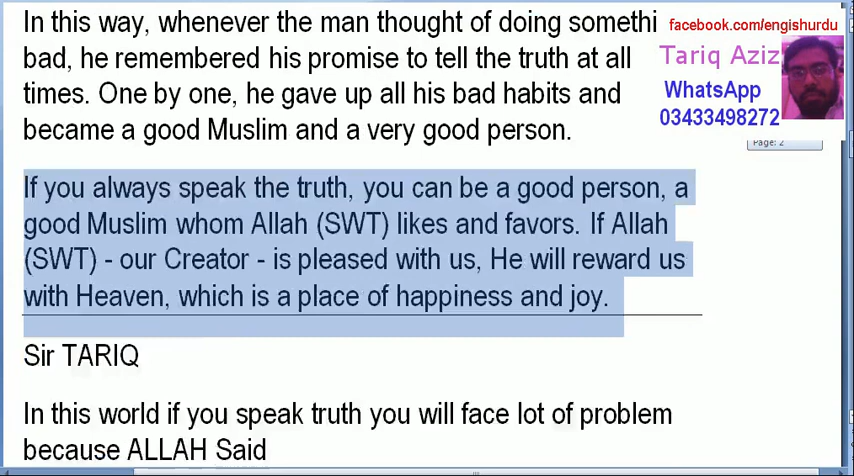 In this way, whenever the man thought of doing somethi
bad, he remembered his promise to tell the truth at all
times. One by one, he gave up all his bad habits and
became a good Muslim and a very good person.
facebook.com/engishurdu
Tariq Aziz
WhatsApp
03433498272
Page: 2
If you always speak the truth, you can be a good person, a
good Muslim whom Allah (SWT) likes and favors. If Allah
(SWT) - our Creator - is pleased with us, He will reward us
with Heaven, which is a place of happiness and joy.
Sir TARIQ
In this world if you speak truth you will face lot of problem
because ALLAH Said